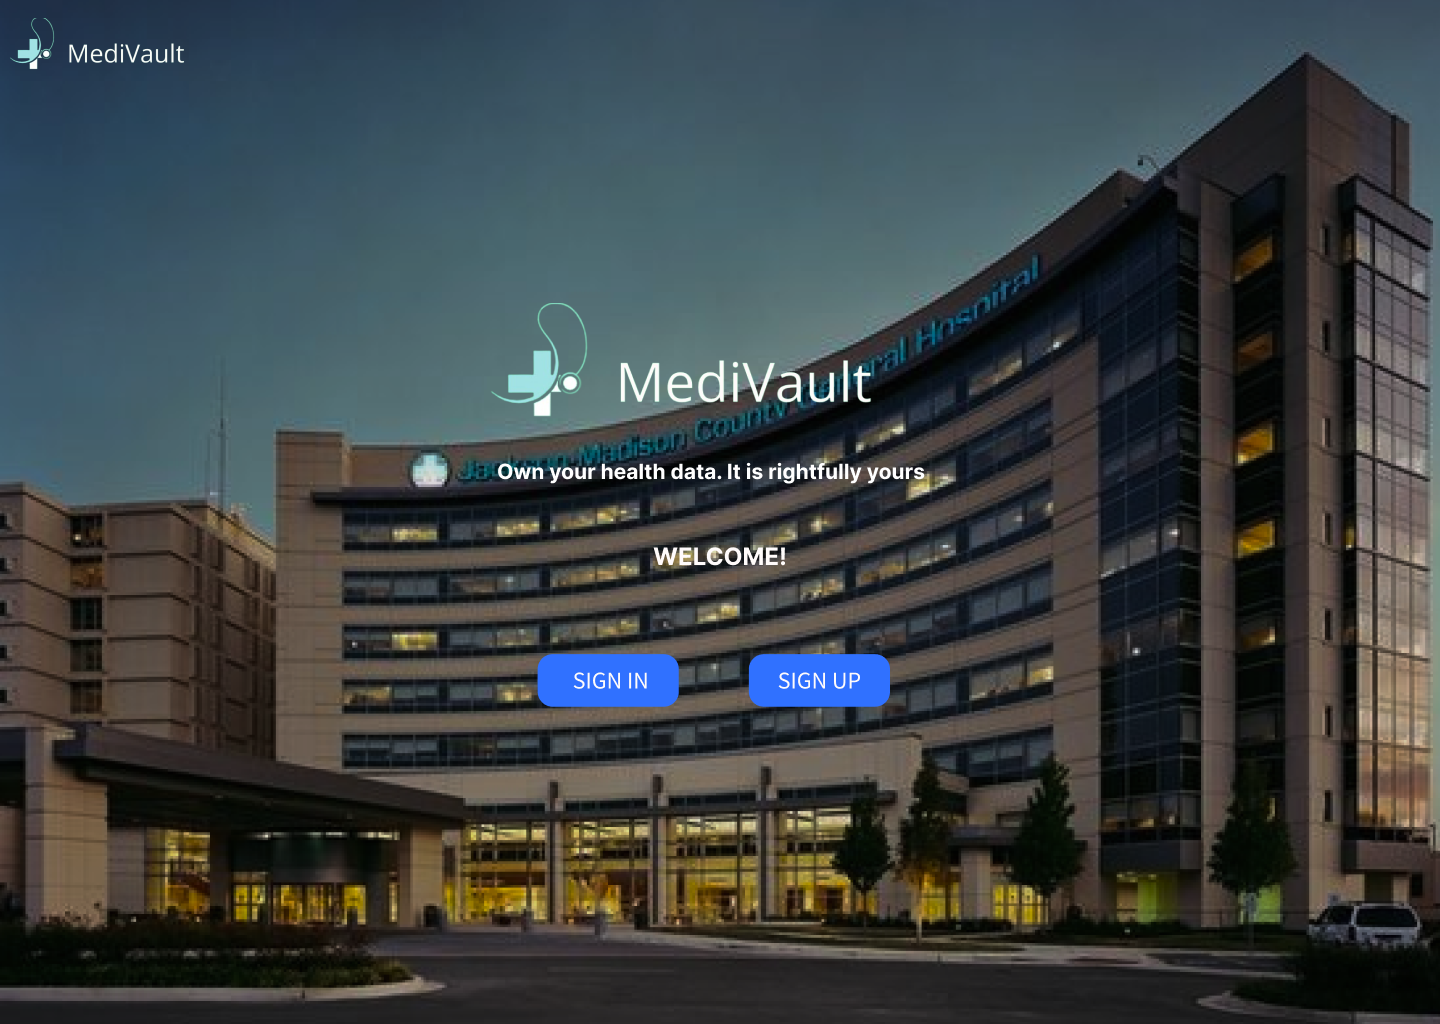 MediVault
MediVault
Jackson-Madison County General Hospital
Own your health data. It is rightfully yours
WELCOME!
SIGN IN
SIGN UP